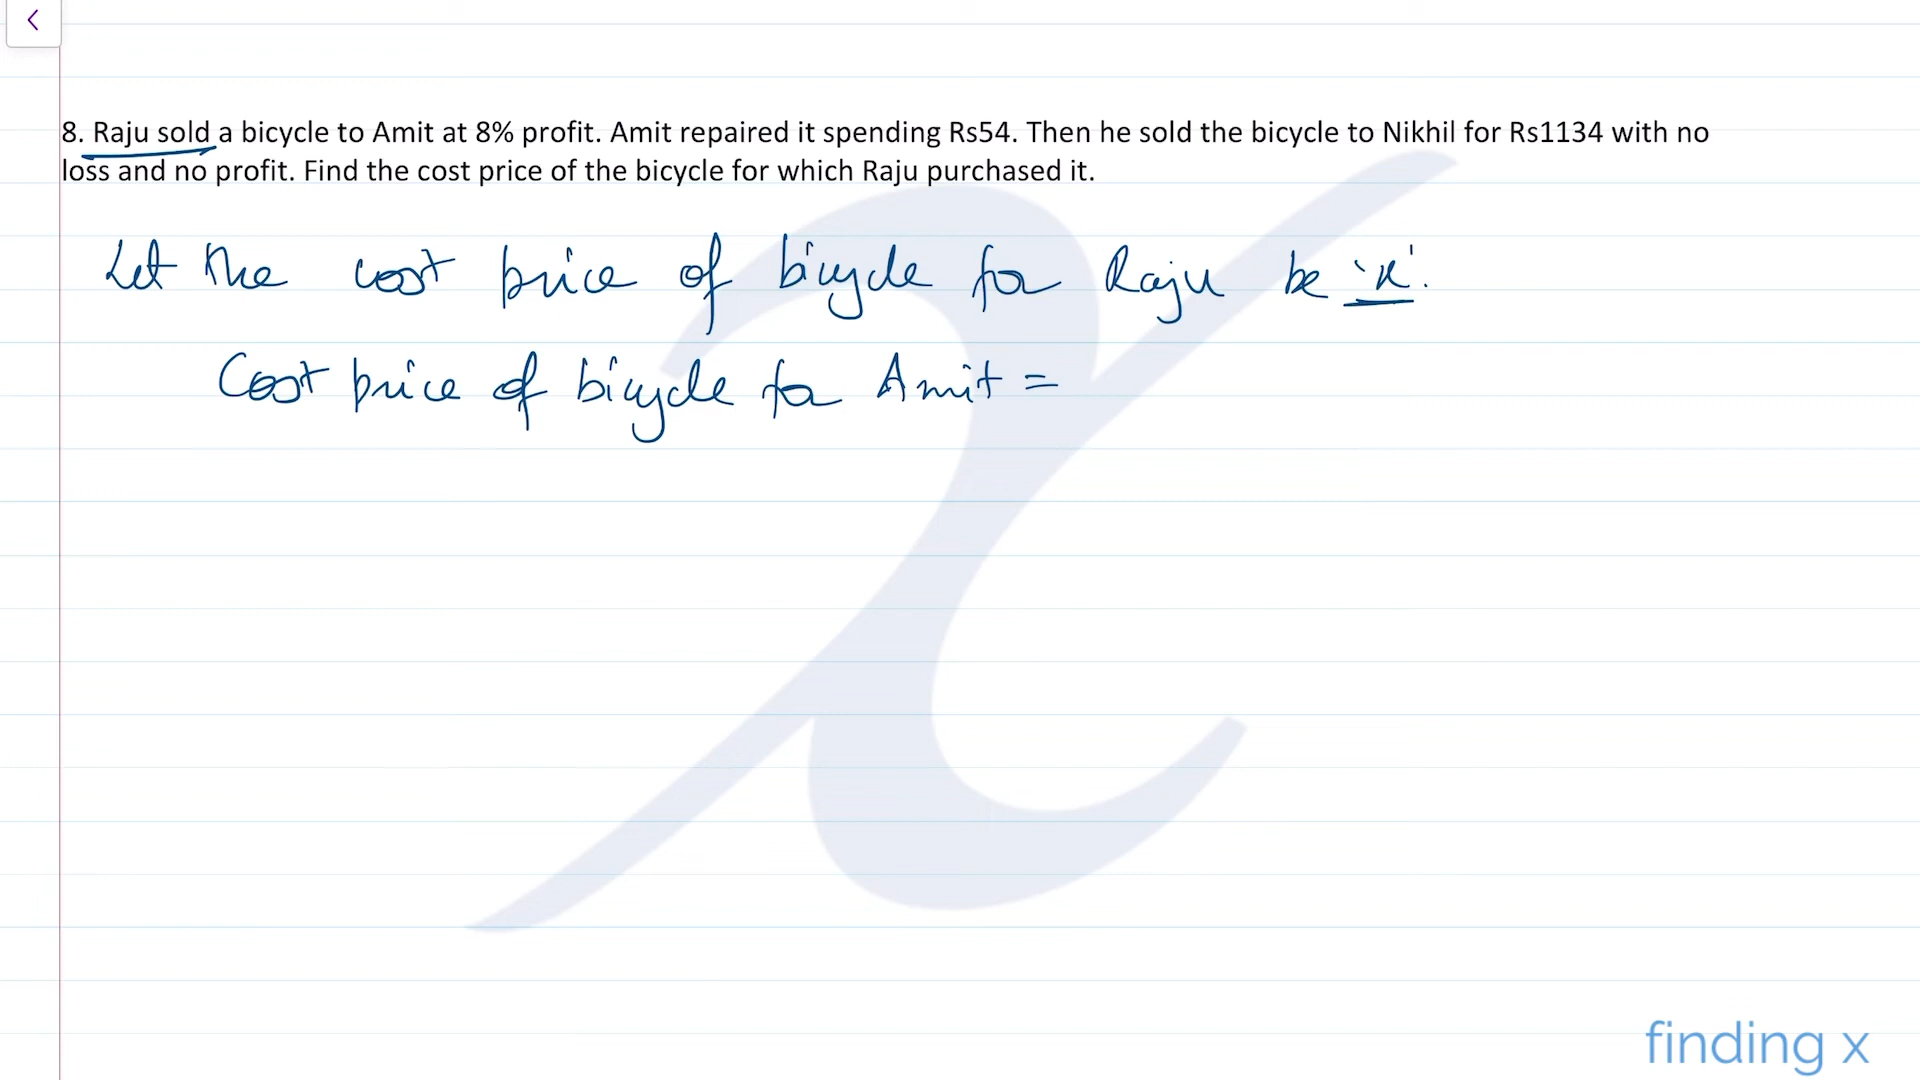 8. Raju sold a bicycle to Amit at 8% profit. Amit repaired it spending Rs54. Then he sold the bicycle to Nikhil for Rs1134 with no
loss and no profit. Find the cost price of the bicycle for which Raju purchased it.
Let the cost price of bicycle for Raju be 'x'.
Cost price of bicycle for Amit =
finding x